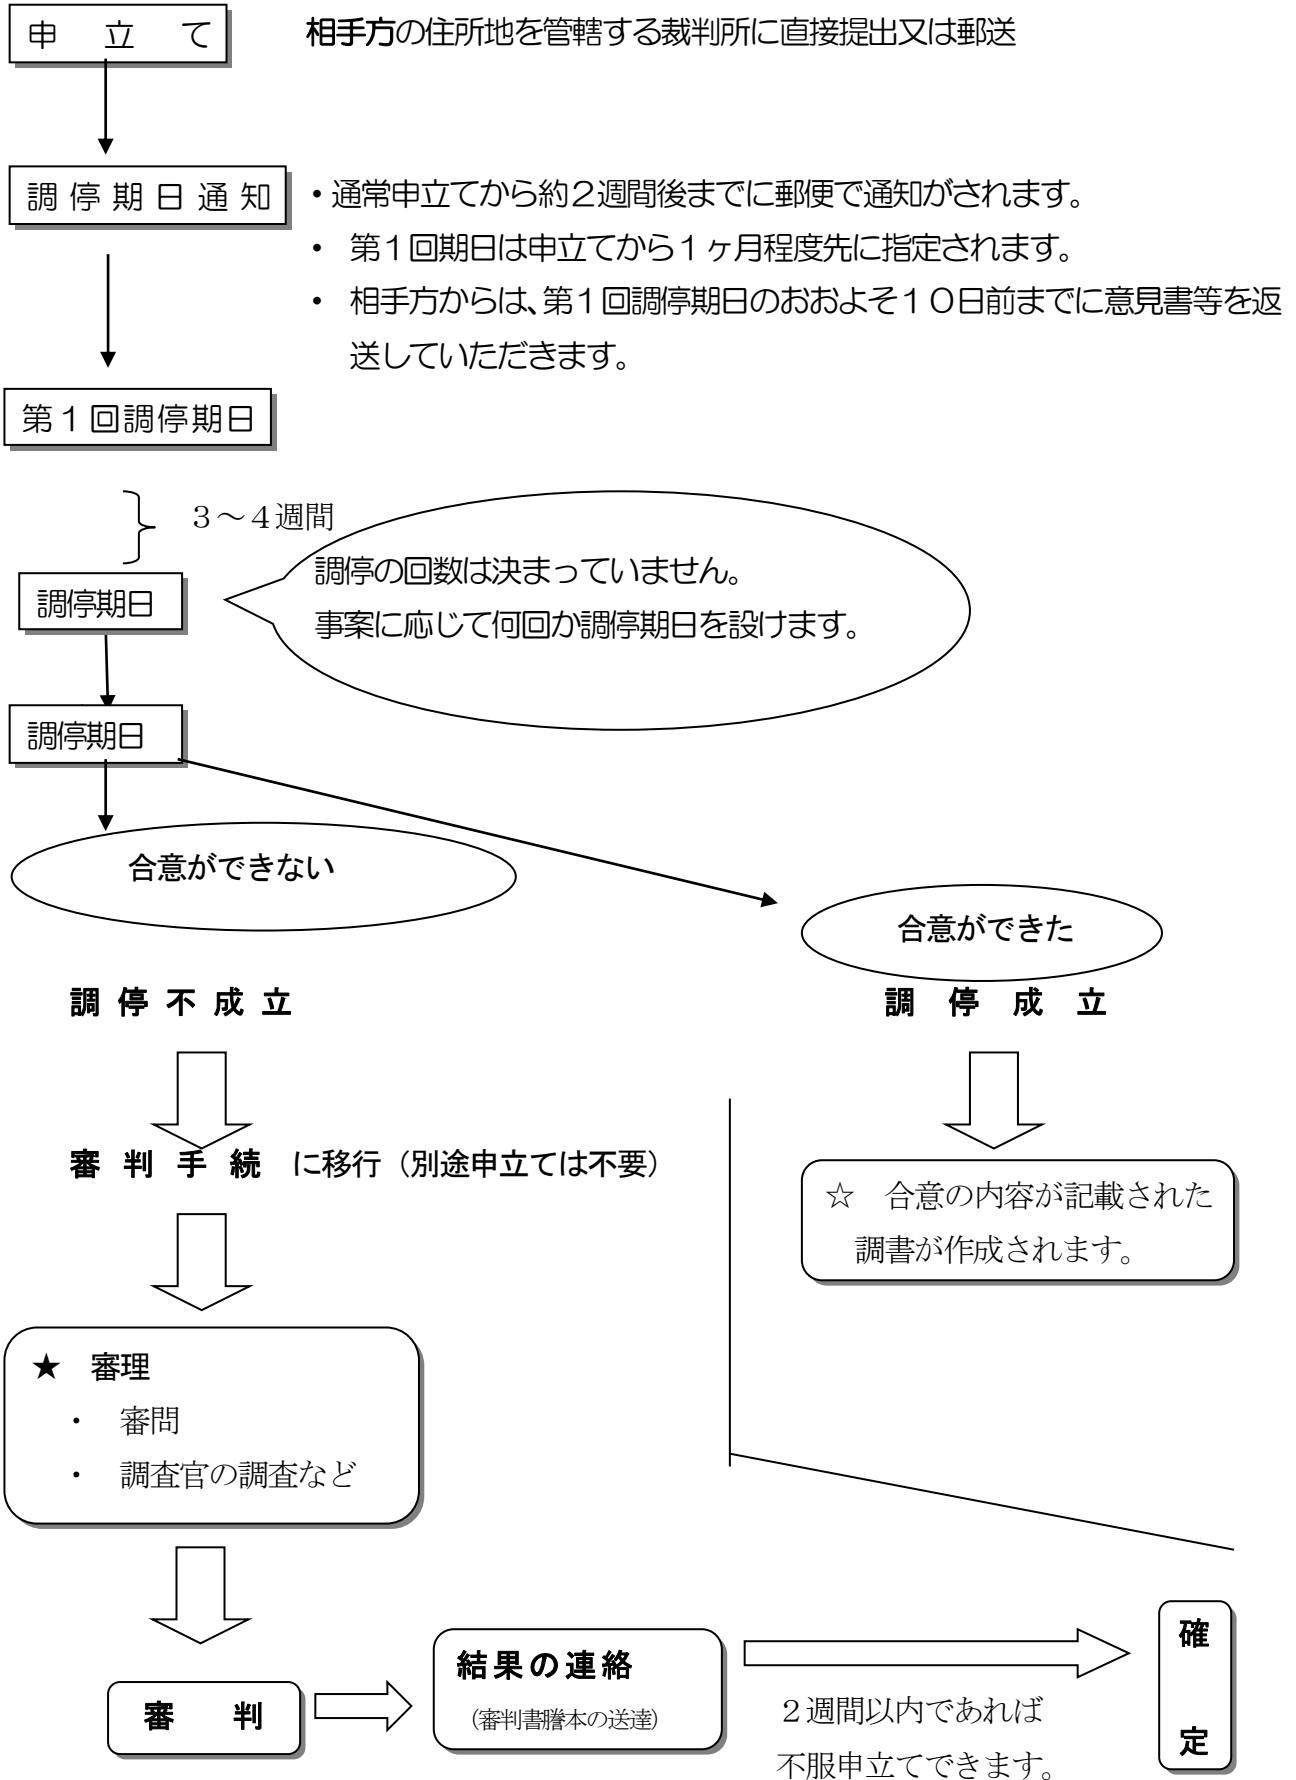 申　立　て
相手方の住所地を管轄する裁判所に直接提出又は郵送
調停期日通知
・通常申立てから約２週間後までに郵便で通知がされます。
・　第１回期日は申立てから１ヶ月程度先に指定されます。
・　相手方からは、第１回調停期日のおおよそ１０日前までに意見書等を返
送していただきます。
第１回調停期日
３～４週間
調停の回数は決まっていません。
事案に応じて何回か調停期日を設けます。
調停期日
調停期日
合意ができない
合意ができた
調停不成立
調　停　成　立
審判手続　に移行（別途申立ては不要）
☆　合意の内容が記載された
調書が作成されます。
★　審理
・　審問
・　調査官の調査など
審　判
結果の連絡
（審判書謄本の送達）
２週間以内であれば
不服申立てできます。
確
定